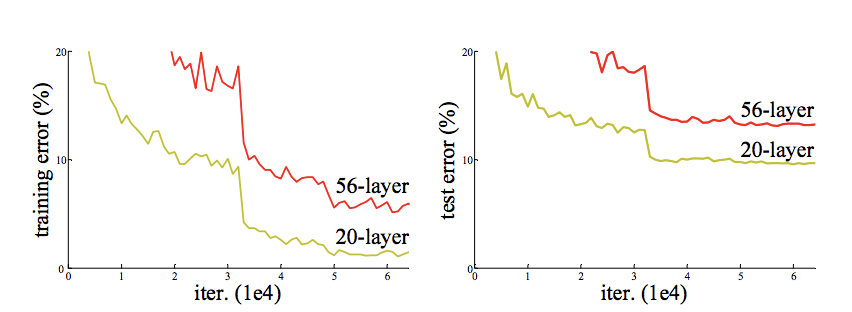 training error (%)
20
10
0
0 1 2 3 4 5 6
iter. (1e4)
56-layer
20-layer
test error (%)
20
10
0
0 1 2 3 4 5 6
iter. (1e4)
56-layer
20-layer